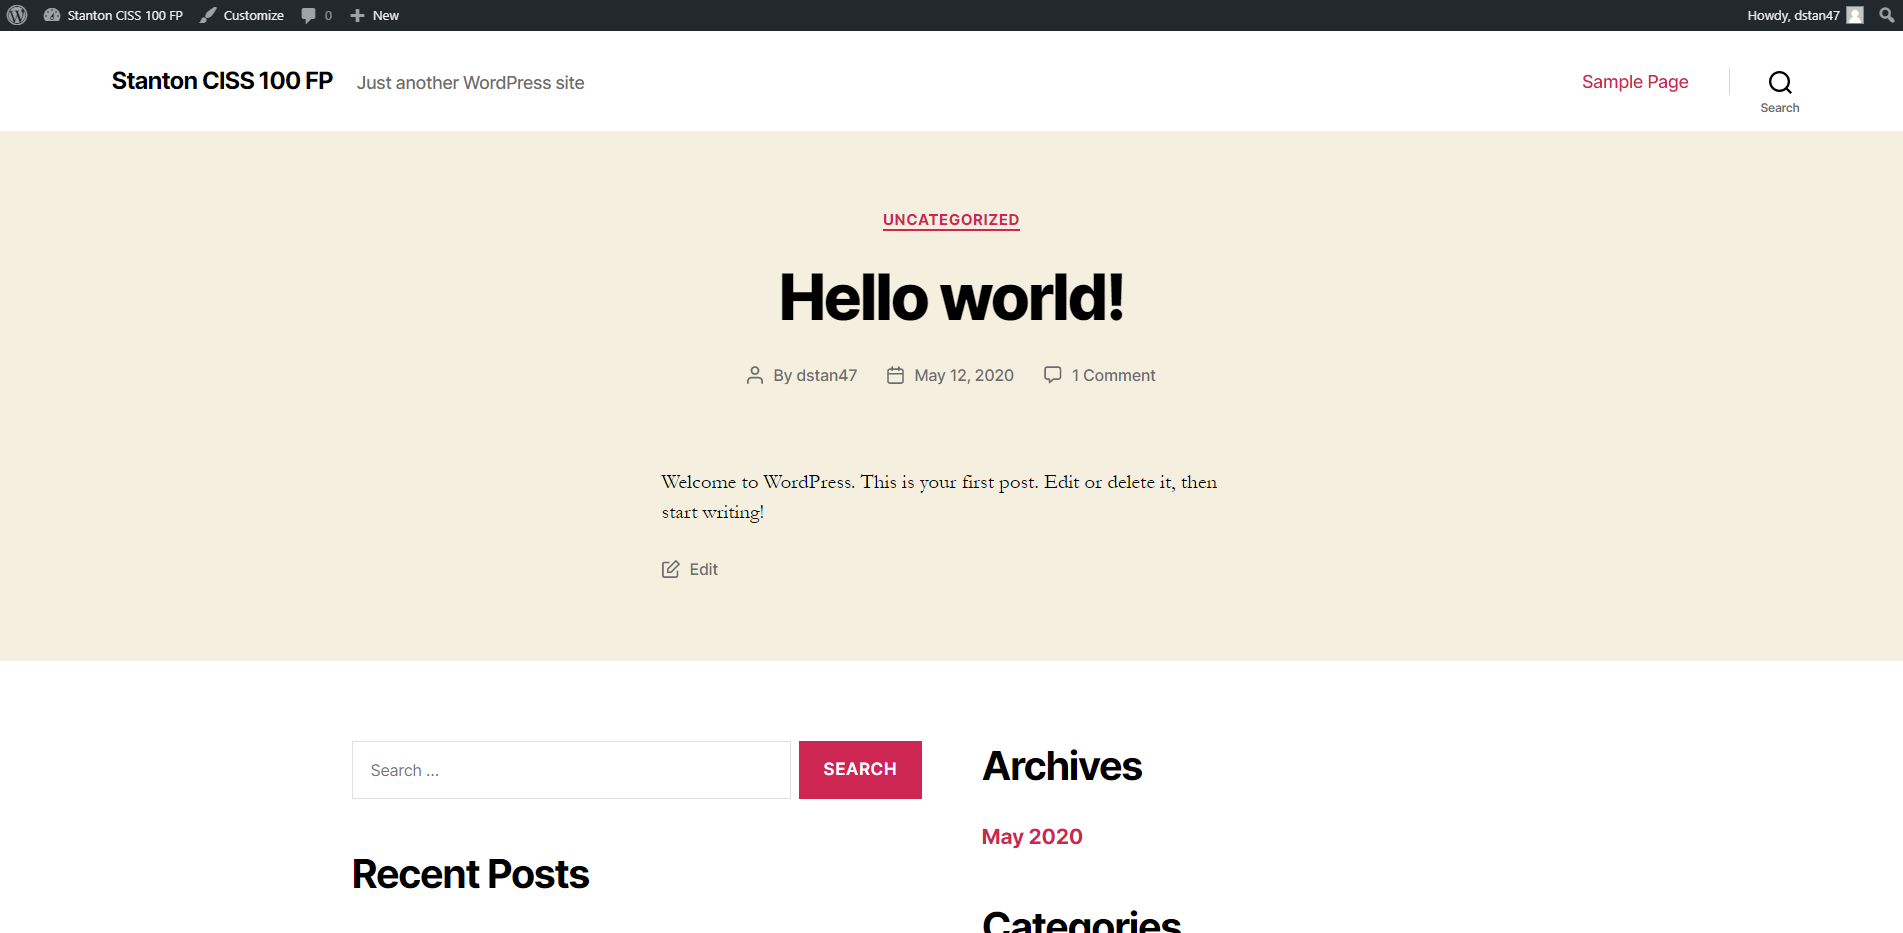 Stanton CISS 100 FP Customize 0 New Howdy, dstan47
Stanton CISS 100 FP Just another WordPress site Sample Page
Search
UNCATEGORIZED
Hello world!
By dstan47 May 12, 2020 1 Comment
Welcome to WordPress. This is your first post. Edit or delete it, then
start writing!
Edit
Search …
SEARCH
Archives
May 2020
Recent Posts
Categories